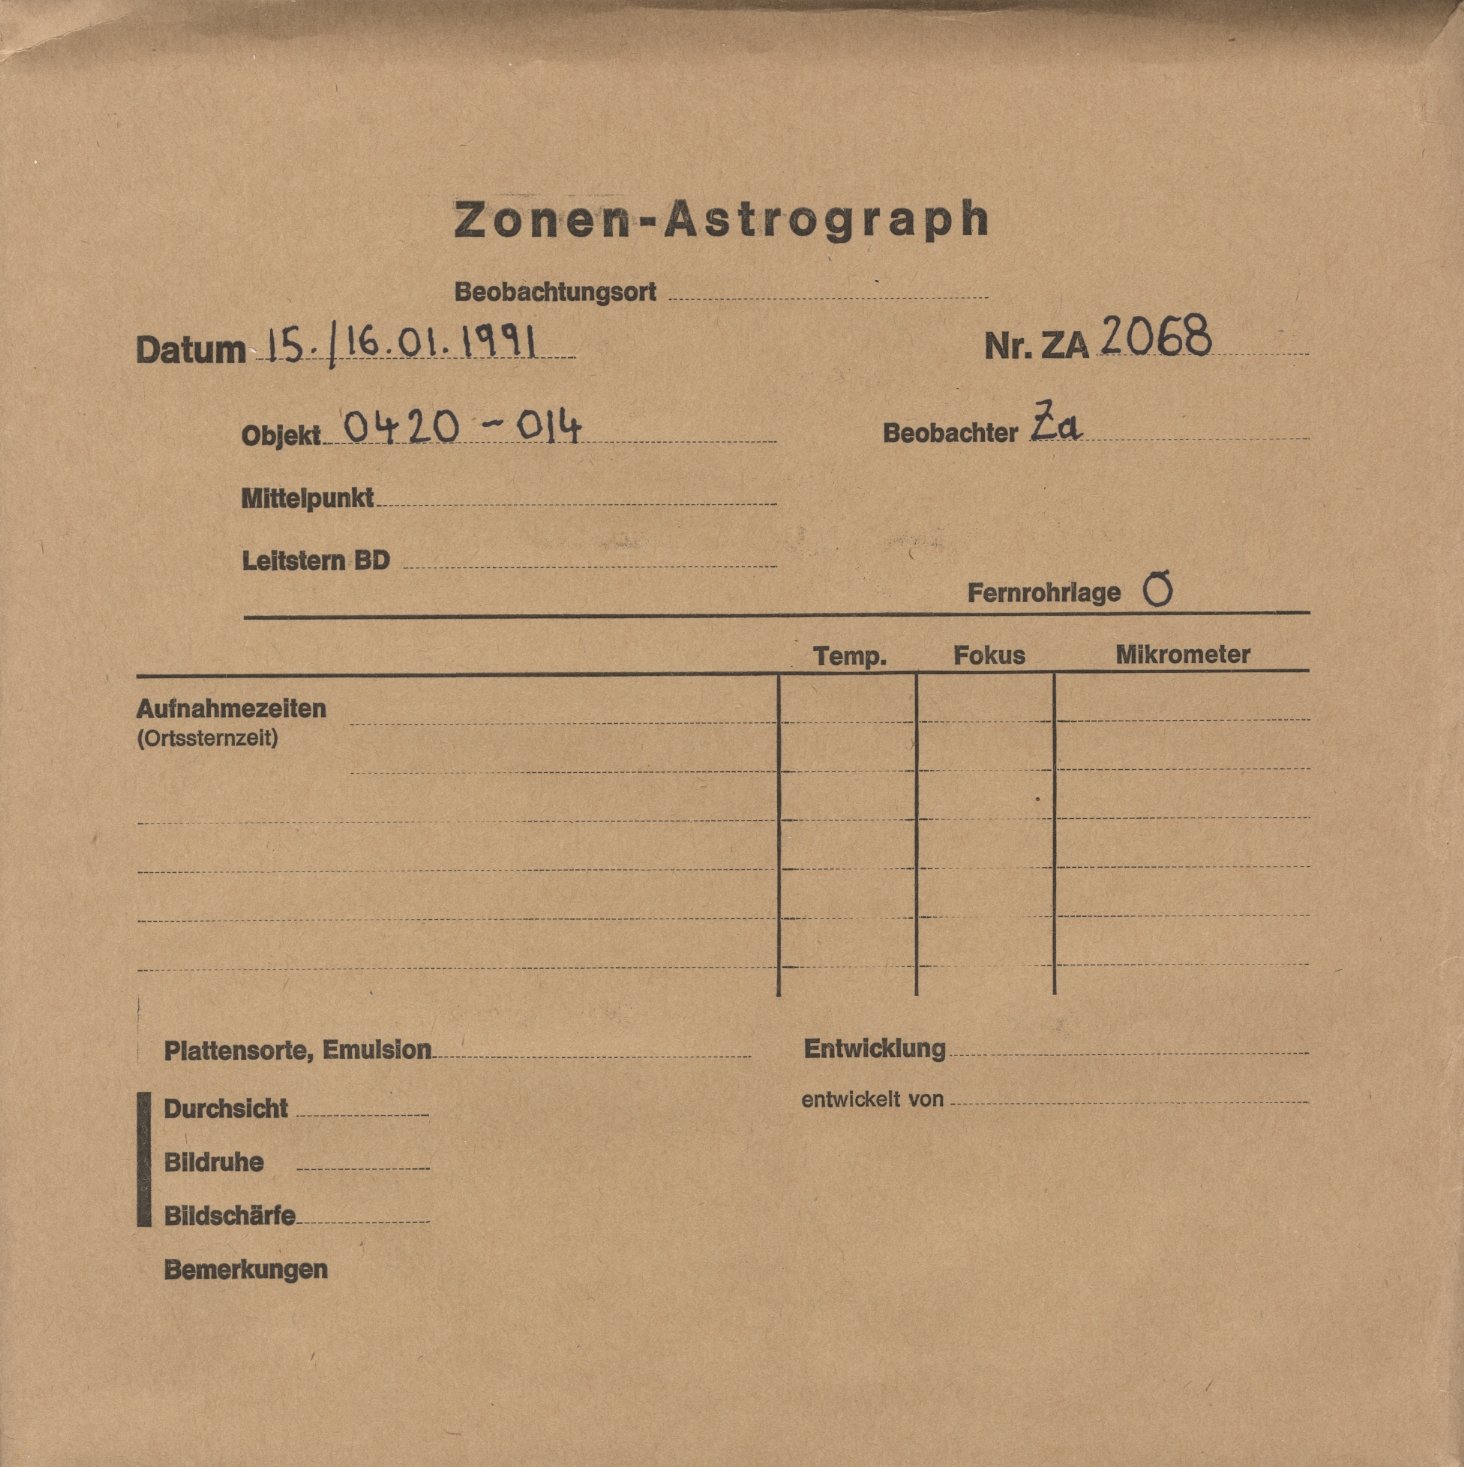 Zonen-Astrograph
Beobachtungsort
Datum 15./16.01.1991 Nr. ZA 2068
Objekt 0420 - 014 Beobachter Za
Mittelpunkt
Leitstern BD
Fernrohrlage O
Temp. Fokus Mikrometer
Aufnahmezeiten
(Ortssternzeit)
Plattensorte, Emulsion Entwicklung
Durchsicht entwickelt von
Bildruhe
Bildschärfe
Bemerkungen